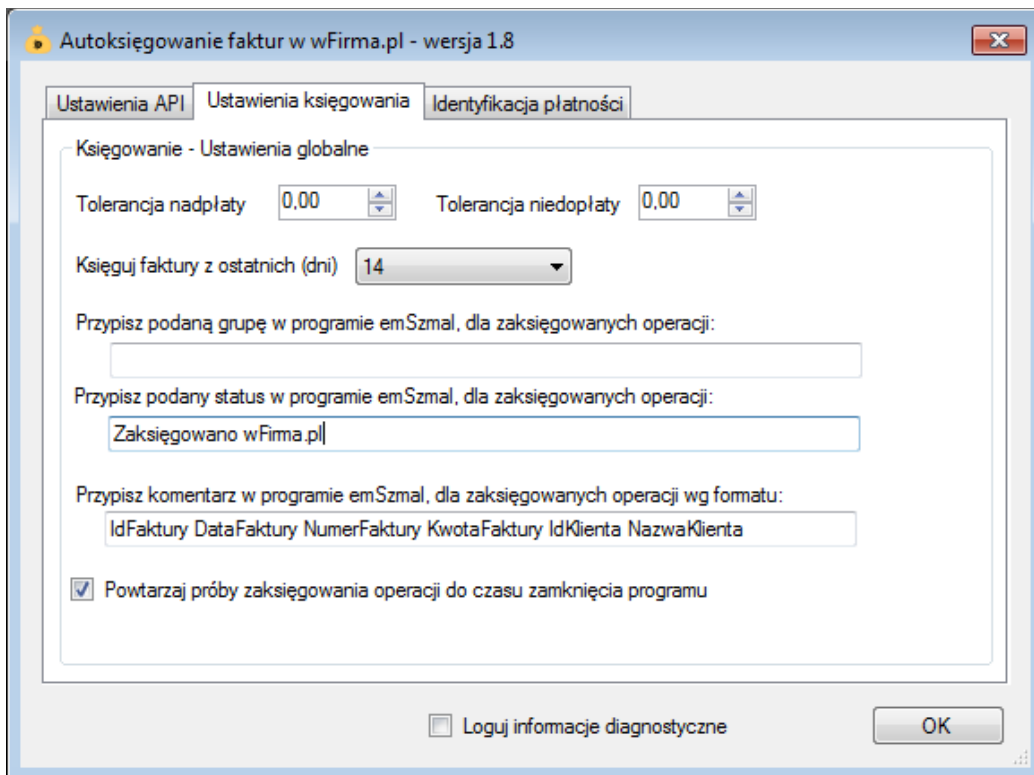 Autoksięgowanie faktur w wFirma.pl - wersja 1.8
Ustawienia API Ustawienia księgowania Identyfikacja płatności
Księgowanie - Ustawienia globalne
Tolerancja nadpłaty 0,00 Tolerancja niedopłaty 0,00
Księguj faktury z ostatnich (dni) 14
Przypisz podaną grupę w programie emSzmal, dla zaksięgowanych operacji:
Przypisz podany status w programie emSzmal, dla zaksięgowanych operacji:
Zaksięgowano wFirma.pl
Przypisz komentarz w programie emSzmal, dla zaksięgowanych operacji wg formatu:
IdFaktury DataFaktury NumerFaktury KwotaFaktury IdKlienta NazwaKlienta
Powtarzaj próby zaksięgowania operacji do czasu zamknięcia programu
Loguj informacje diagnostyczne OK